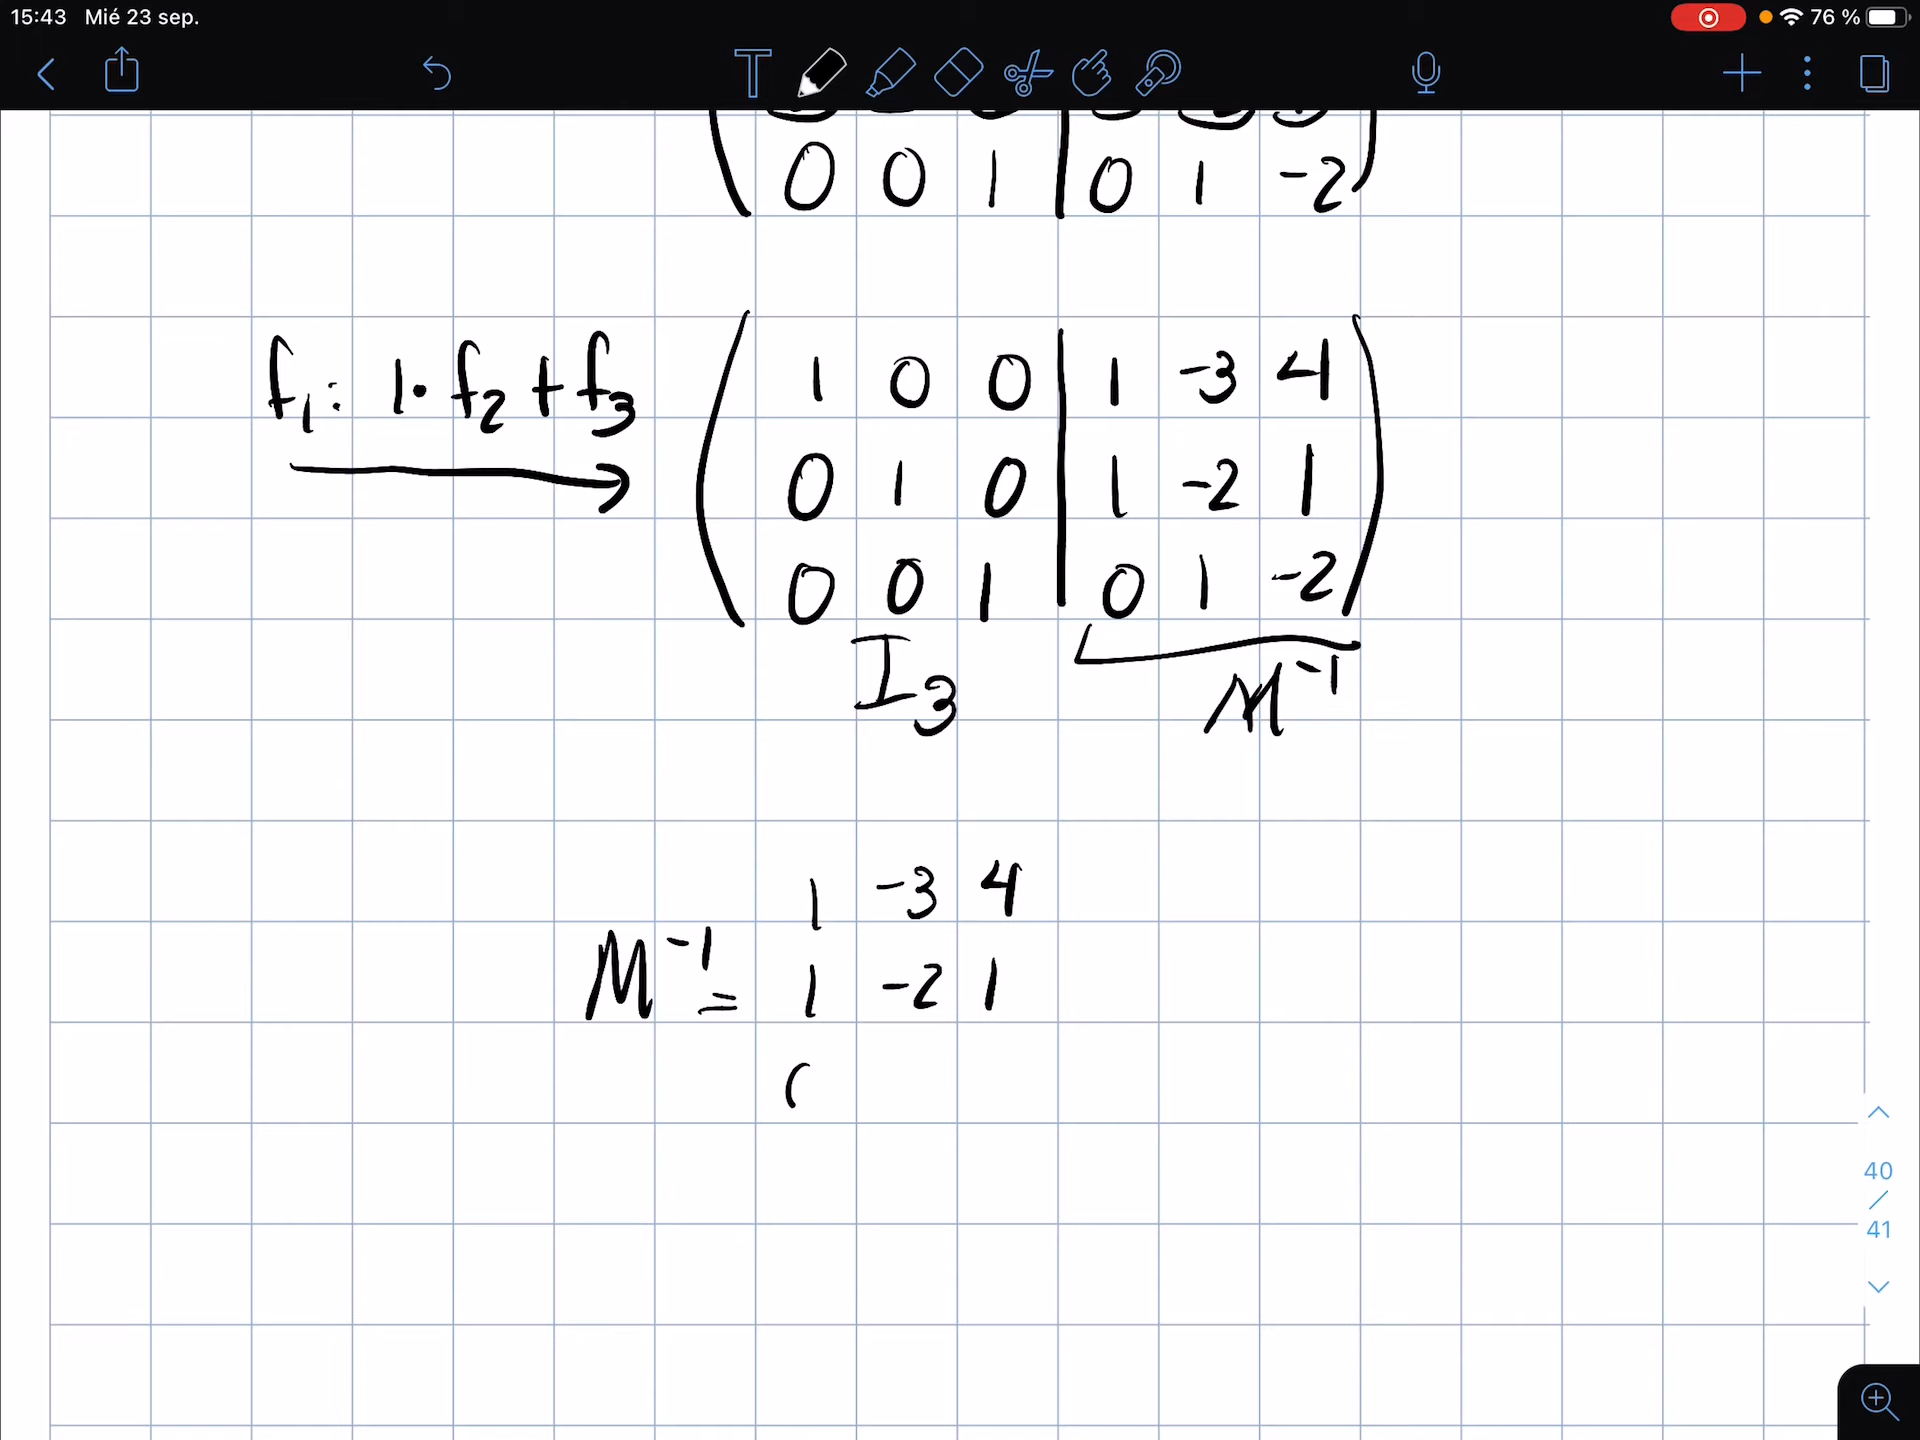 15:43 Mié 23 sep. 76 %
T
0 0 1 | 0 1 -2
f₁: 1·f₂+f₃
1 0 0 | 1 -3 4
0 1 0 | 1 -2 1
0 0 1 | 0 1 -2
I₃ M⁻¹
1 -3 4
M⁻¹= 1 -2 1
(
40
/
41